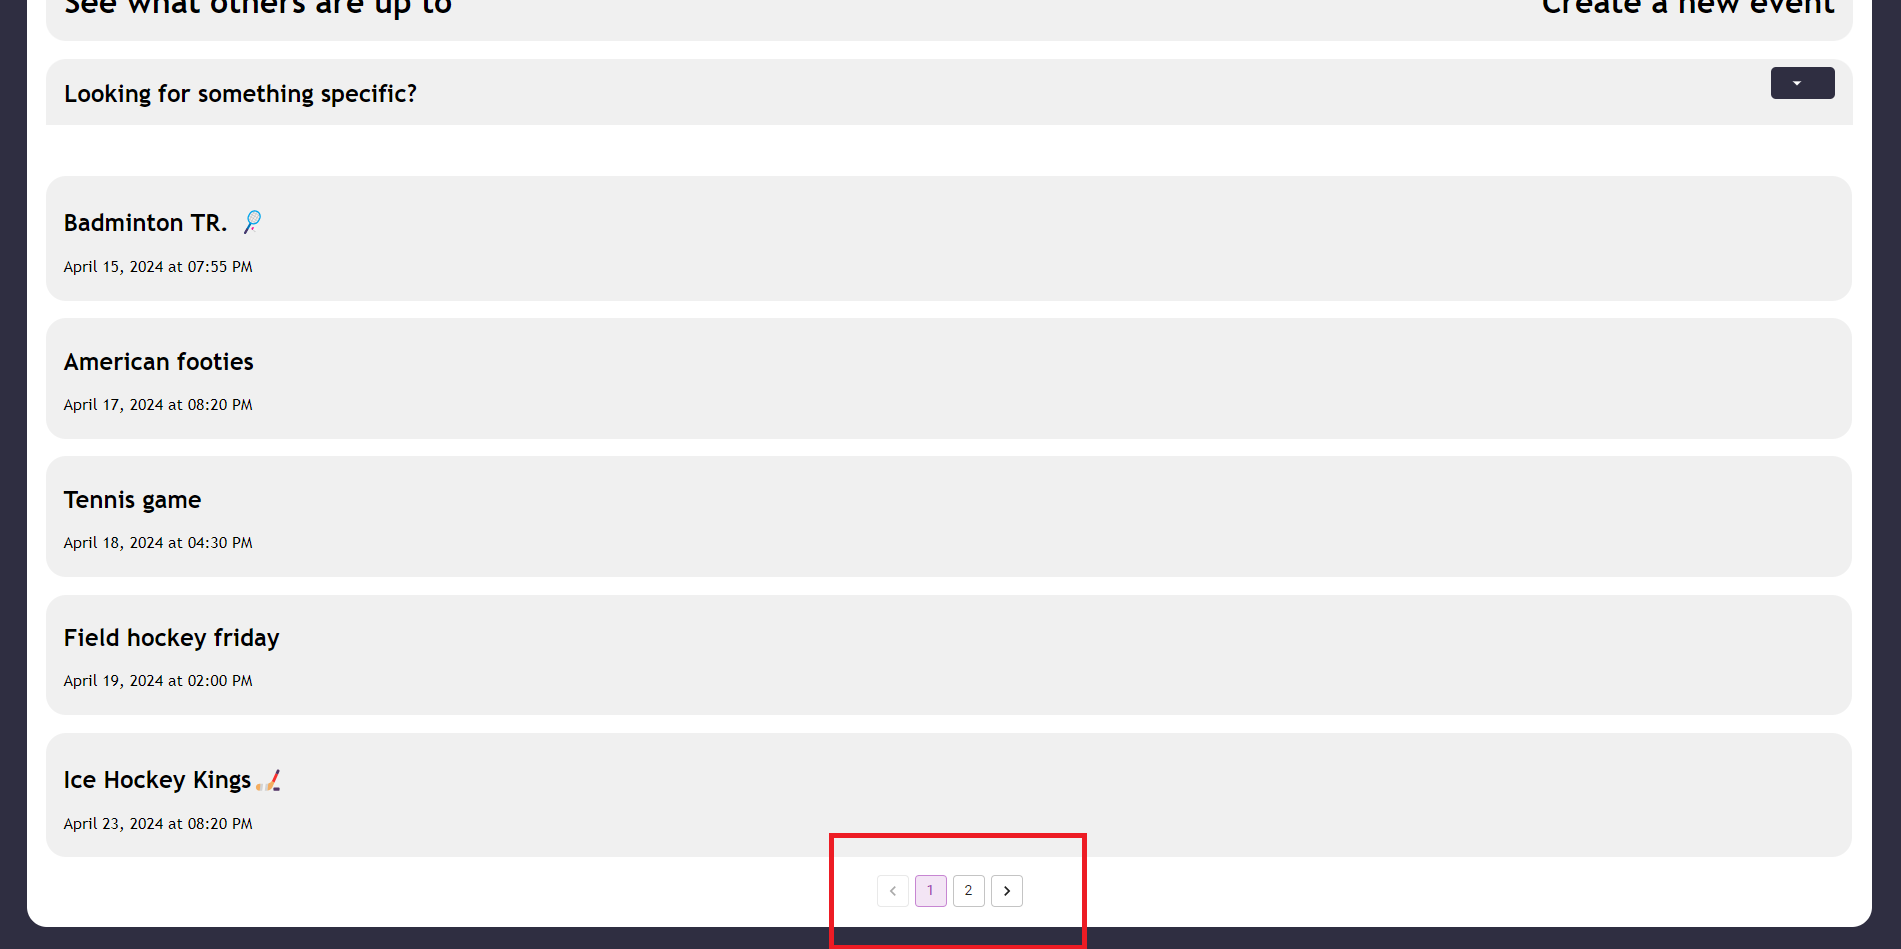 See what others are up to
Create a new event
Looking for something specific?
Badminton TR. 🏸
April 15, 2024 at 07:55 PM
American footies
April 17, 2024 at 08:20 PM
Tennis game
April 18, 2024 at 04:30 PM
Field hockey friday
April 19, 2024 at 02:00 PM
Ice Hockey Kings🏒
April 23, 2024 at 08:20 PM
‹ 1 2 ›